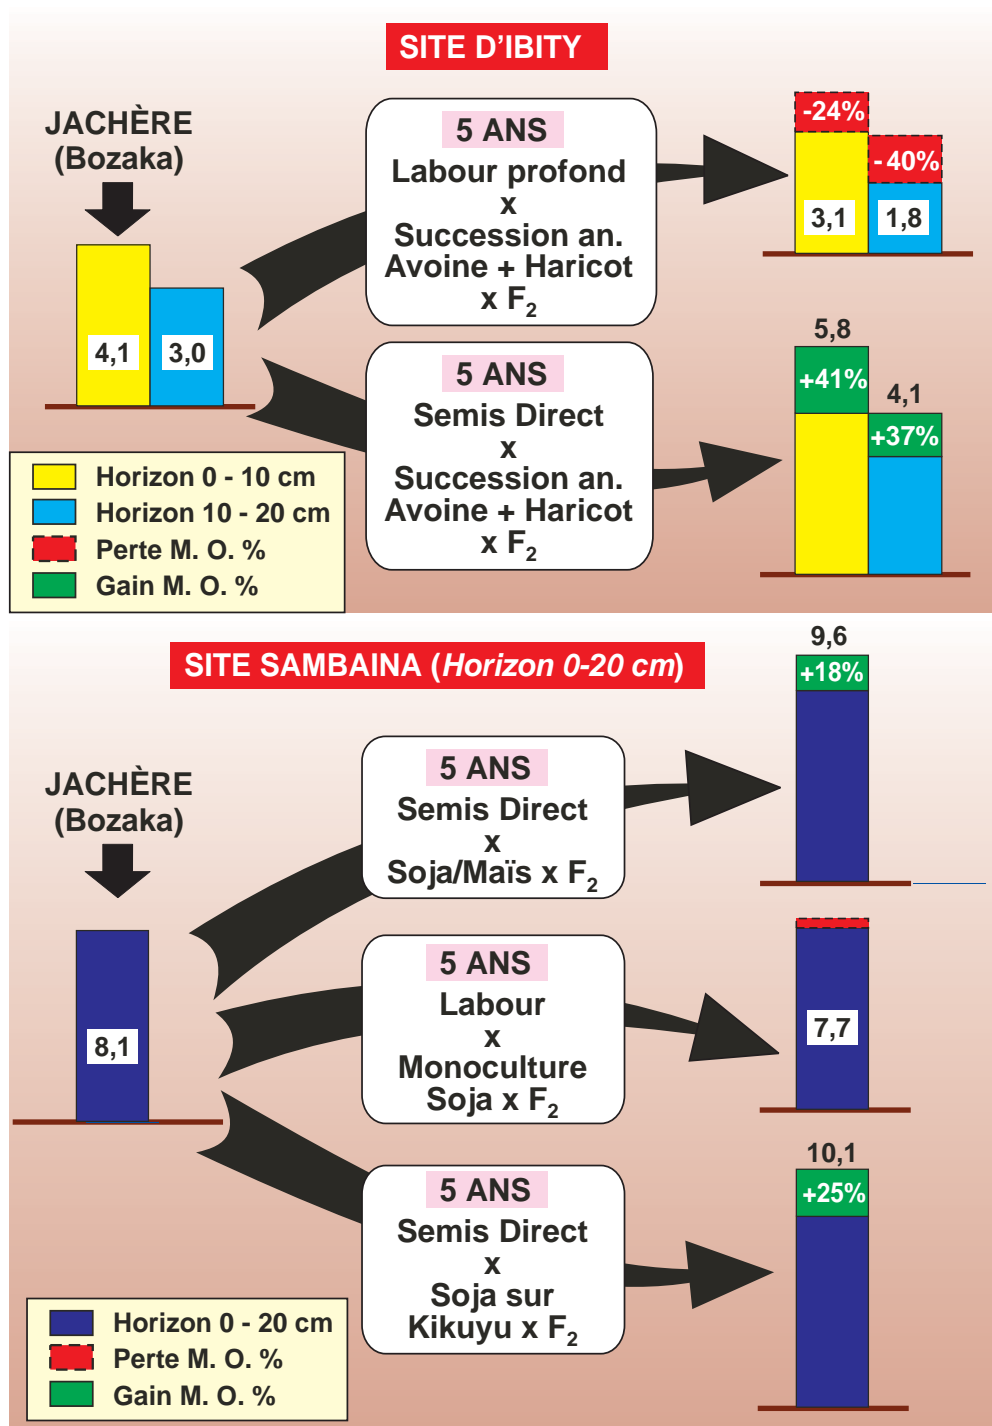 SITE D'IBITY
JACHÈRE
(Bozaka)
4,1
3,0
5 ANS
Labour profond
x
Succession an.
Avoine + Haricot
x F2
-24%
- 40%
3,1
1,8
5 ANS
Semis Direct
x
Succession an.
Avoine + Haricot
x F2
5,8
+41%
4,1
+37%
Horizon 0 - 10 cm
Horizon 10 - 20 cm
Perte M. O. %
Gain M. O. %
SITE SAMBAINA (Horizon 0-20 cm)
JACHÈRE
(Bozaka)
8,1
5 ANS
Semis Direct
x
Soja/Maïs x F2
9,6
+18%
5 ANS
Labour
x
Monoculture
Soja x F2
7,7
5 ANS
Semis Direct
x
Soja sur
Kikuyu x F2
10,1
+25%
Horizon 0 - 20 cm
Perte M. O. %
Gain M. O. %